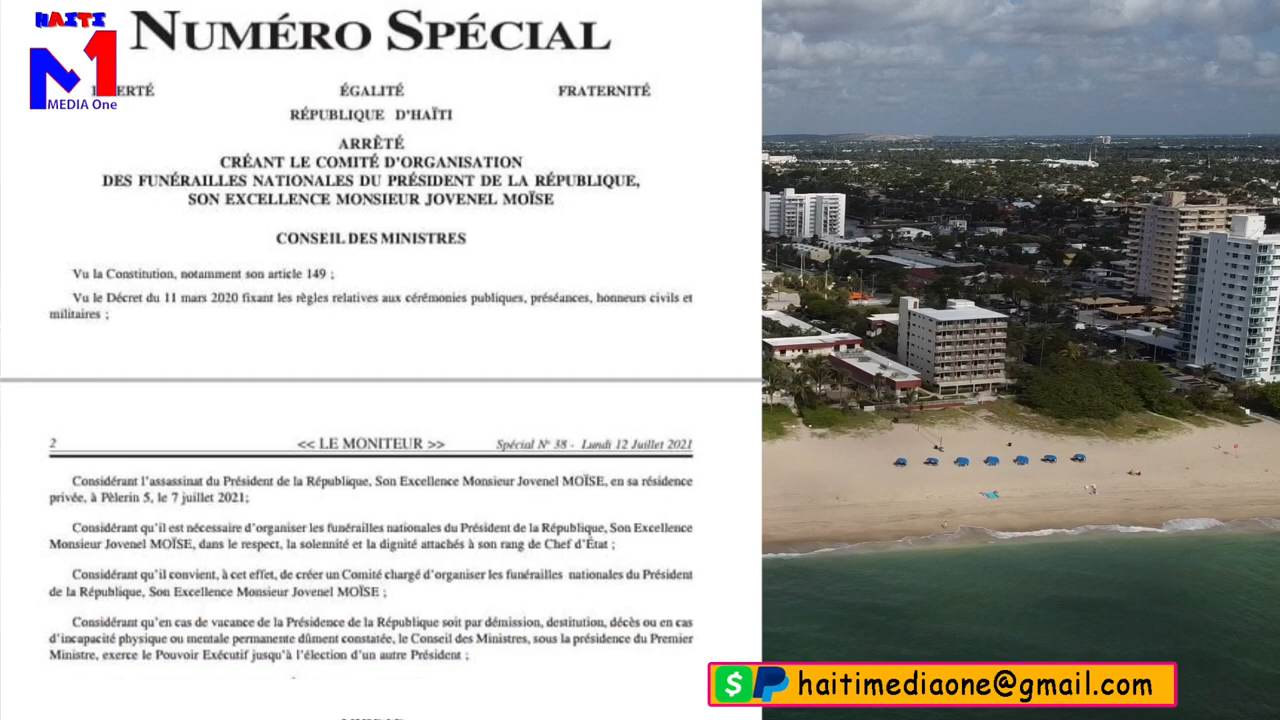 HAITI
M1
MEDIA One
NUMÉRO SPÉCIAL
ERTÉ ÉGALITÉ FRATERNITÉ
RÉPUBLIQUE D'HAÏTI
ARRÊTÉ
CRÉANT LE COMITÉ D'ORGANISATION
DES FUNÉRAILLES NATIONALES DU PRÉSIDENT DE LA RÉPUBLIQUE,
SON EXCELLENCE MONSIEUR JOVENEL MOÏSE
CONSEIL DES MINISTRES
Vu la Constitution, notamment son article 149 ;
Vu le Décret du 11 mars 2020 fixant les règles relatives aux cérémonies publiques, préséances, honneurs civils et
militaires ;
2 << LE MONITEUR >> Spécial N° 38 - Lundi 12 Juillet 2021
Considérant l'assassinat du Président de la République, Son Excellence Monsieur Jovenel MOÏSE, en sa résidence
privée, à Pèlerin 5, le 7 juillet 2021;
Considérant qu'il est nécessaire d'organiser les funérailles nationales du Président de la République, Son Excellence
Monsieur Jovenel MOÏSE, dans le respect, la solennité et la dignité attachés à son rang de Chef d'État ;
Considérant qu'il convient, à cet effet, de créer un Comité chargé d'organiser les funérailles nationales du Président
de la République, Son Excellence Monsieur Jovenel MOÏSE ;
Considérant qu'en cas de vacance de la Présidence de la République soit par démission, destitution, décès ou en cas
d'incapacité physique ou mentale permanente dûment constatée, le Conseil des Ministres, sous la présidence du Premier
Ministre, exerce le Pouvoir Exécutif jusqu'à l'élection d'un autre Président ;
$ haitimediaone@gmail.com